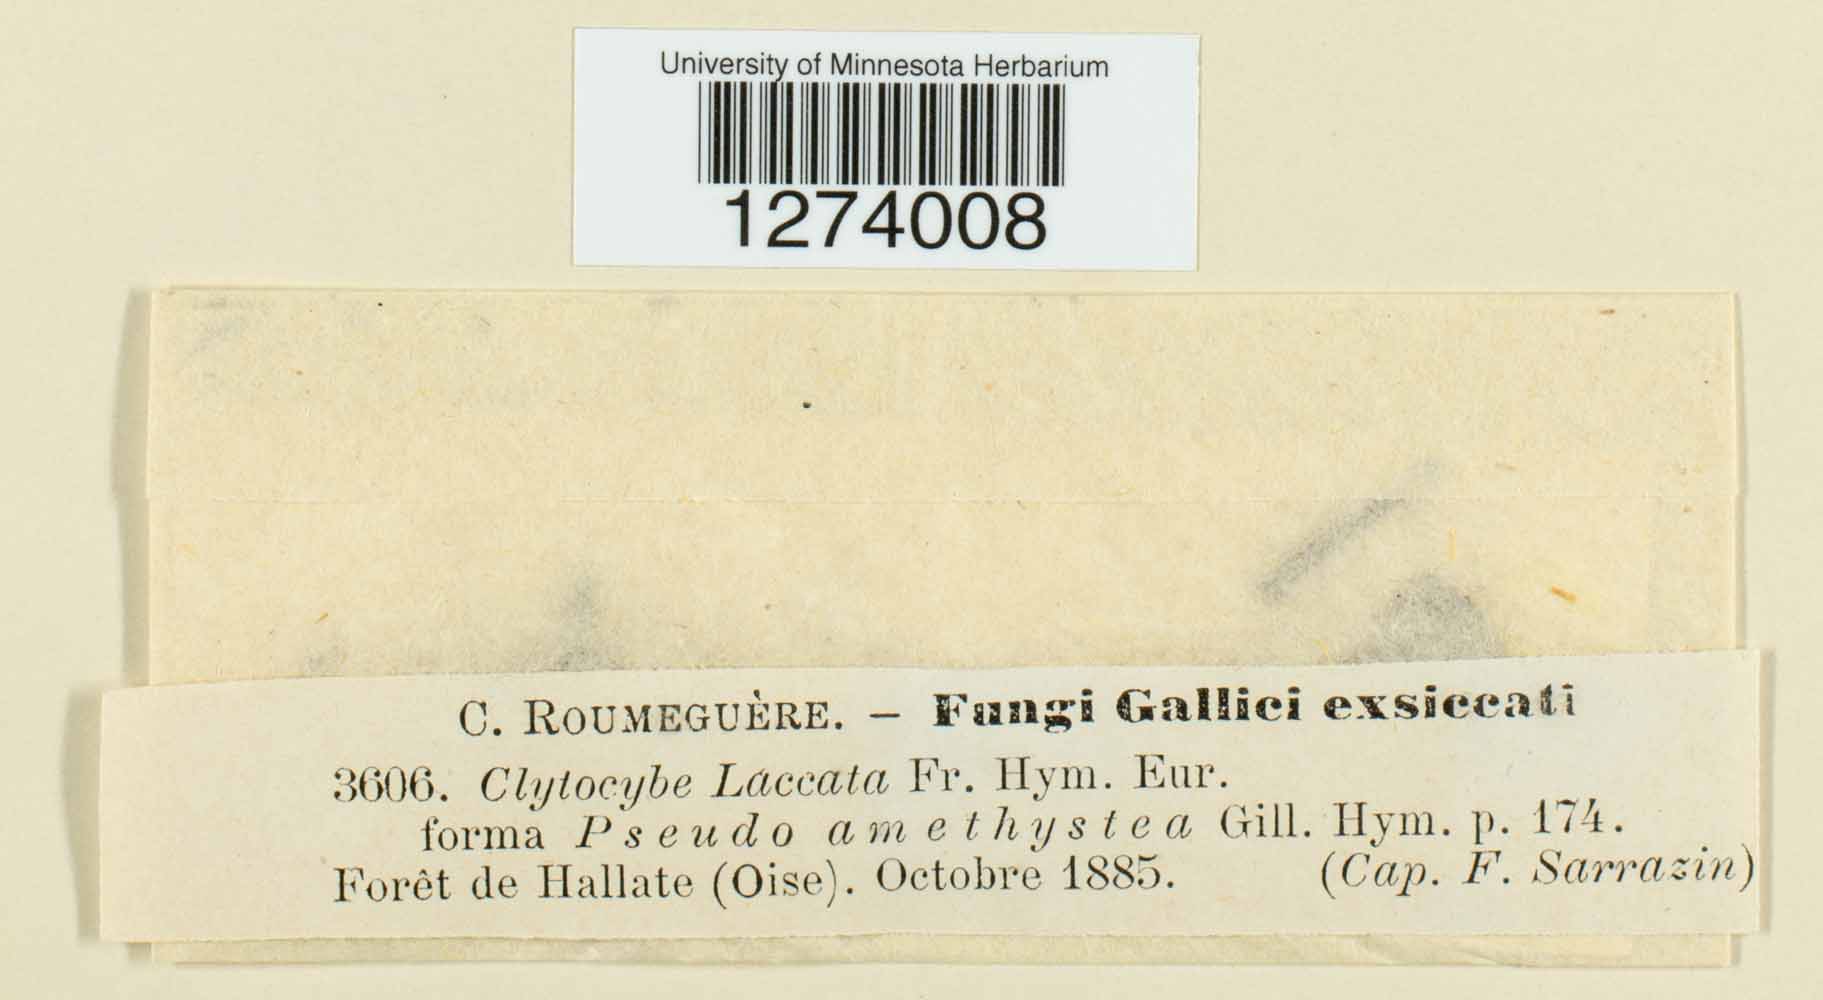 University of Minnesota Herbarium
1274008
C. ROUMEGUÈRE. — Fungi Gallici exsiccati
3606. Clytocybe Laccata Fr. Hym. Eur.
forma Pseudo amethystea Gill. Hym. p. 174.
Forêt de Hallate (Oise). Octobre 1885. (Cap. F. Sarrazin)